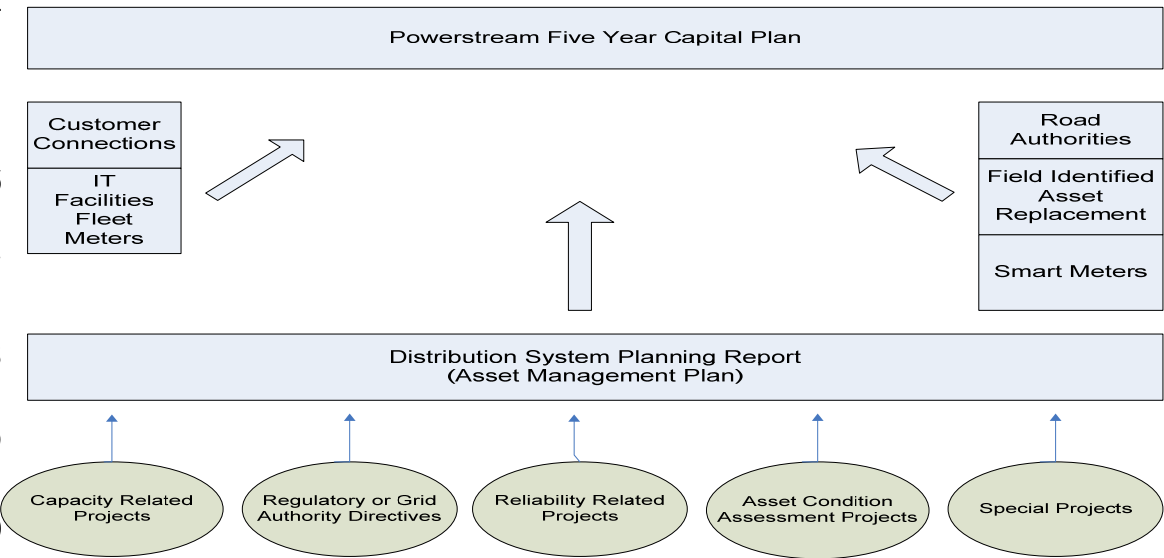 Powerstream Five Year Capital Plan
Customer
Connections
IT
Facilities
Fleet
Meters
Road
Authorities
Field Identified
Asset
Replacement
Smart Meters
Distribution System Planning Report
(Asset Management Plan)
Capacity Related
Projects
Regulatory or Grid
Authority Directives
Reliability Related
Projects
Asset Condition
Assessment Projects
Special Projects